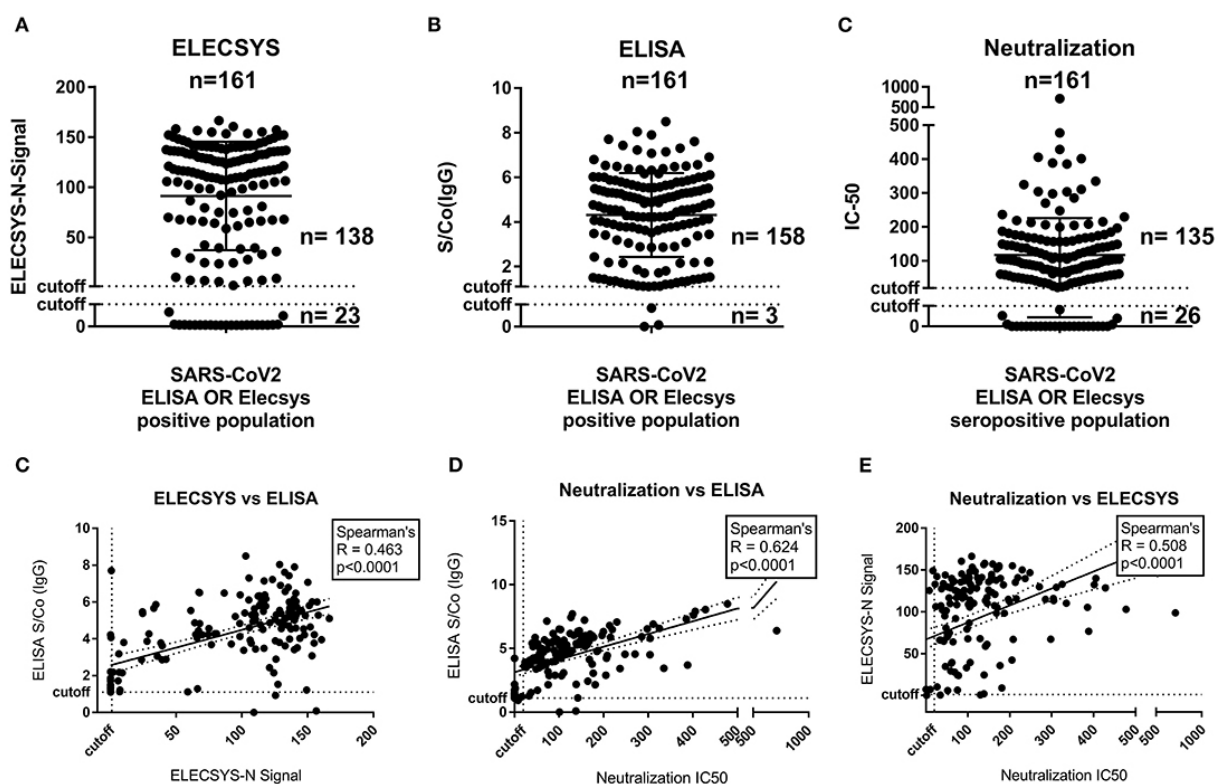 A
ELECSYS
n=161
ELECSYS-N-Signal
200
150
100
50
cutoff
cutoff
0
n= 138
n= 23
SARS-CoV2
ELISA OR Elecsys
positive population
B
ELISA
n=161
S/Co(IgG)
10
8
6
4
2
cutoff
cutoff
0
n= 158
n= 3
SARS-CoV2
ELISA OR Elecsys
positive population
C
Neutralization
n=161
IC-50
1000
500
500
400
300
200
100
cutoff
cutoff
0
n= 135
n= 26
SARS-CoV2
ELISA OR Elecsys
seropositive population
C
ELECSYS vs ELISA
ELISA S/Co (IgG)
10
8
6
4
2
cutoff
0
Spearman's
R = 0.463
p<0.0001
cutoff
50
100
150
200
ELECSYS-N Signal
D
Neutralization vs ELISA
ELISA S/Co (IgG)
15
10
5
cutoff
0
Spearman's
R = 0.624
p<0.0001
cutoff
100
200
300
400
500
500
1000
Neutralization IC50
E
Neutralization vs ELECSYS
ELECSYS-N Signal
200
150
100
50
cutoff
Spearman's
R = 0.508
p<0.0001
cutoff
100
200
300
400
500
500
1000
Neutralization IC50